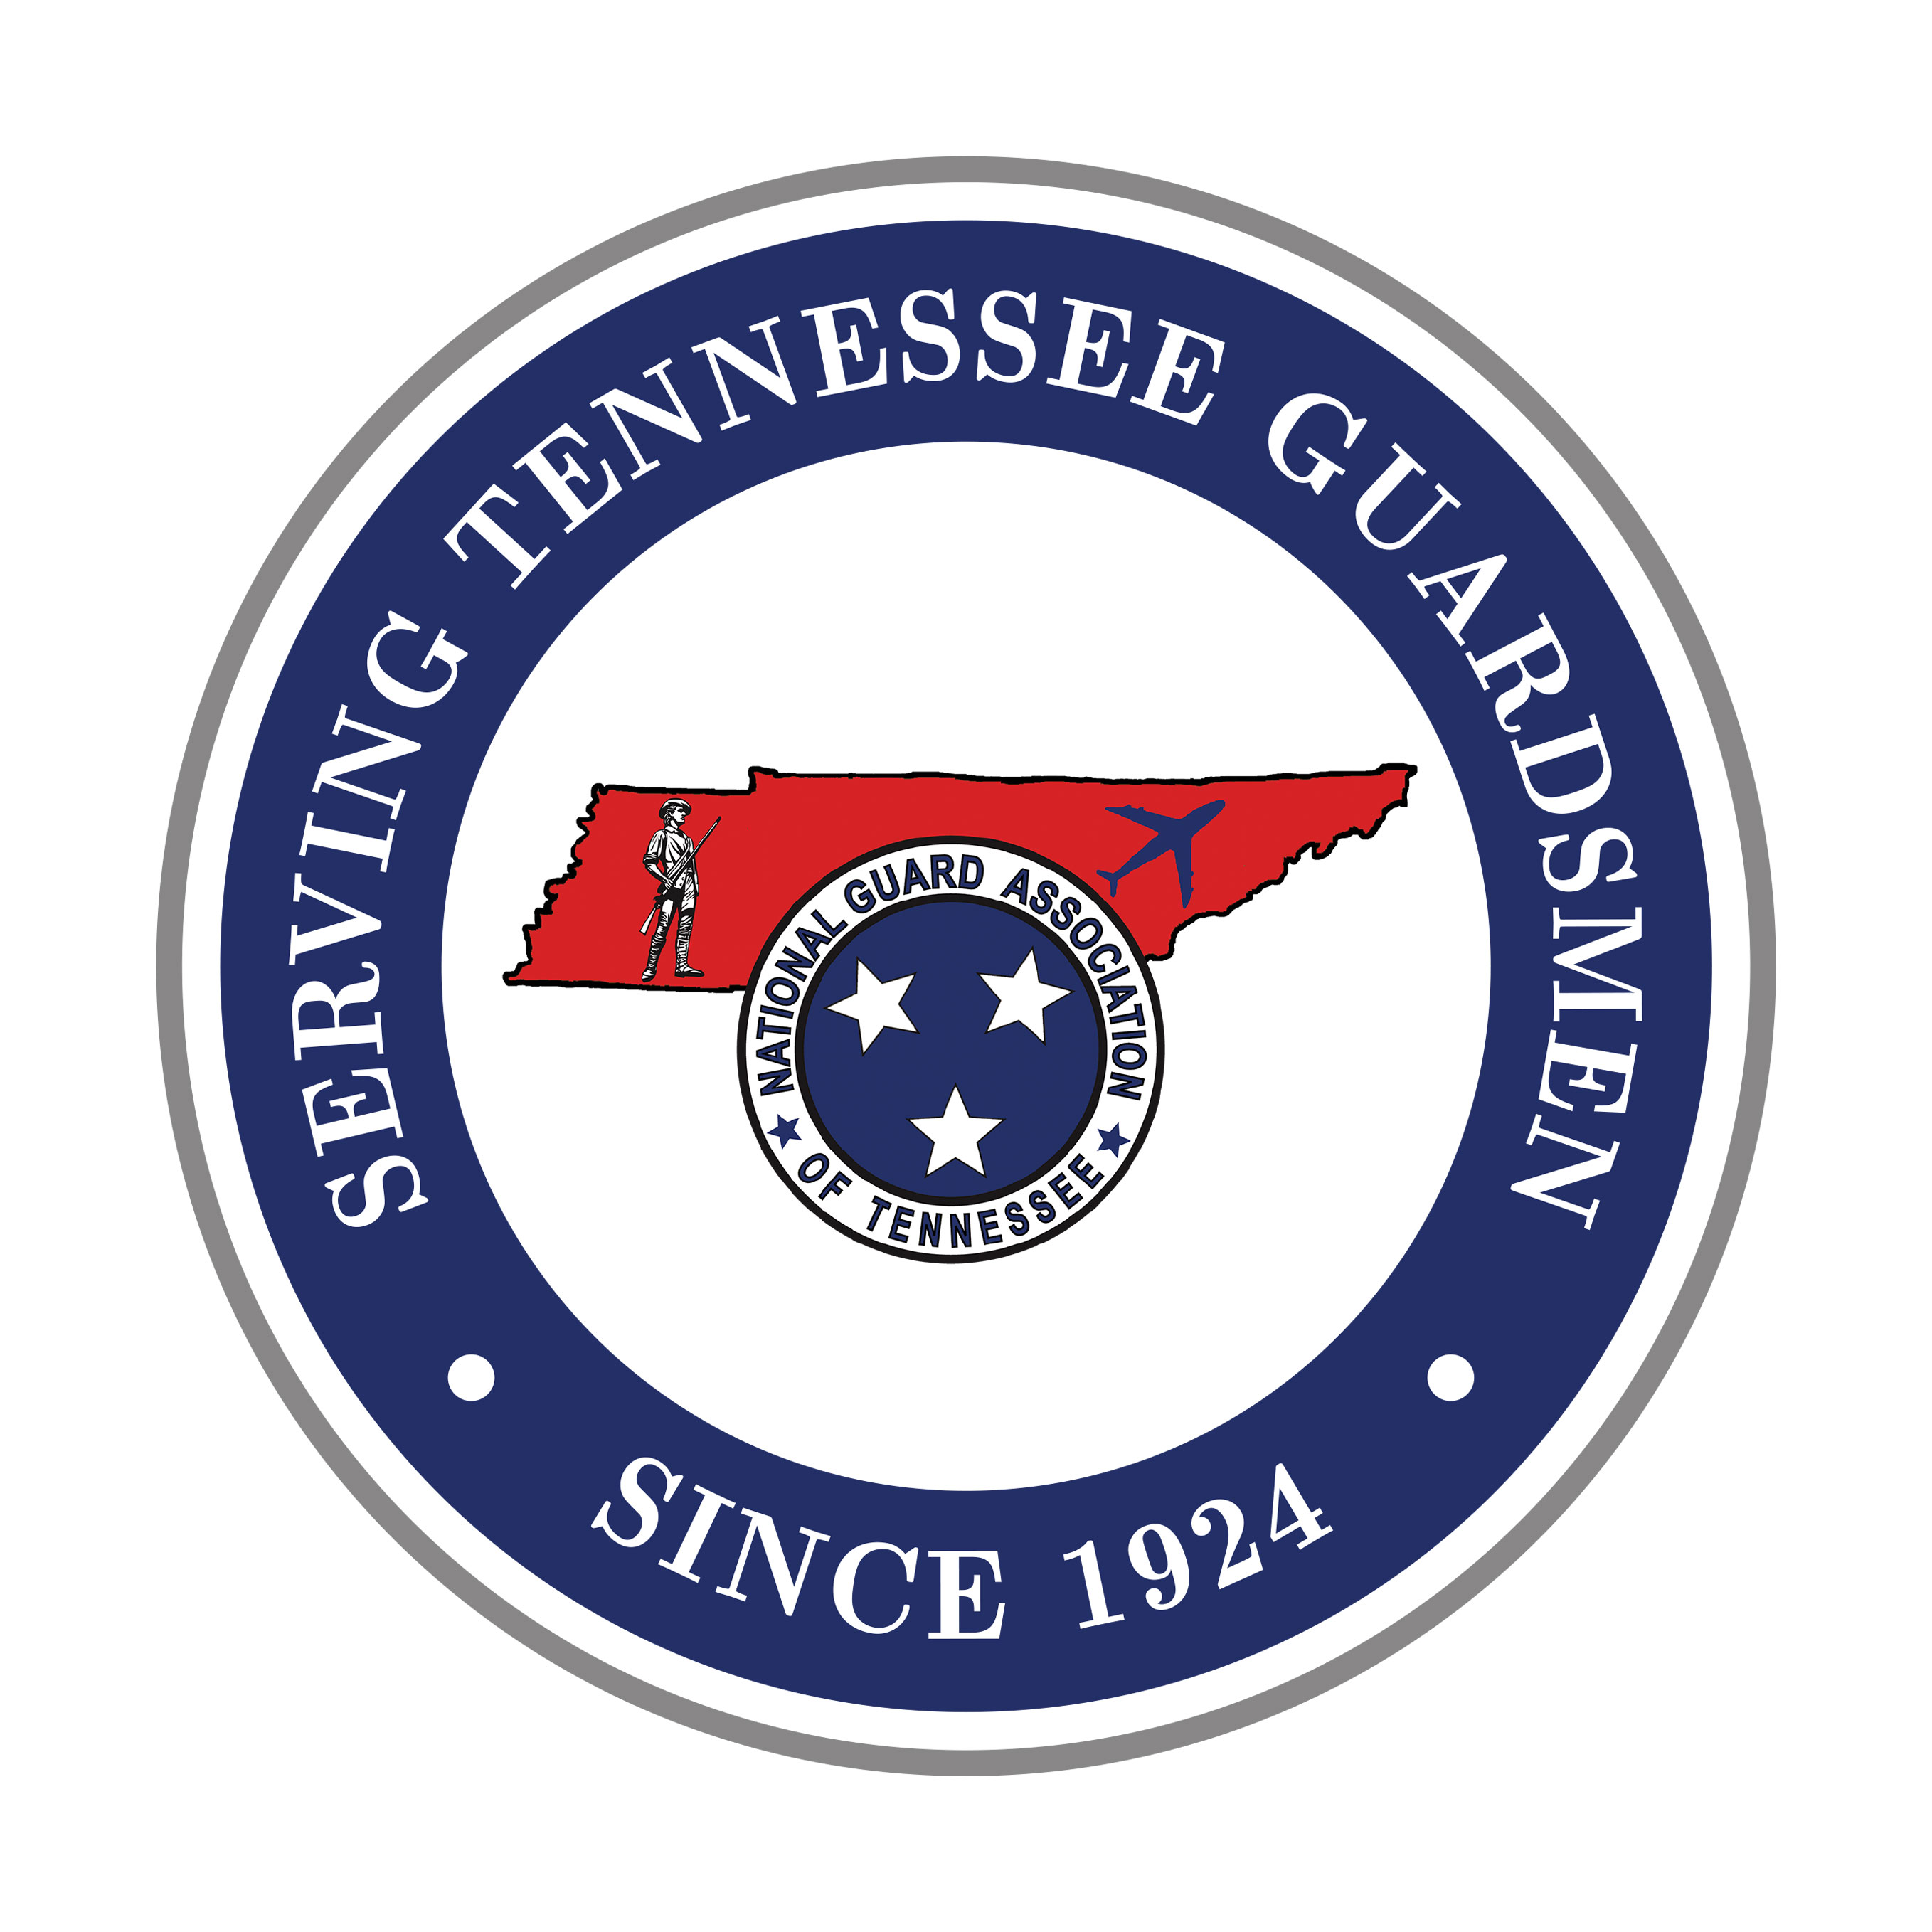 SERVING TENNESSEE GUARDSMEN
NATIONAL GUARD ASSOCIATION
OF TENNESSEE
SINCE 1924